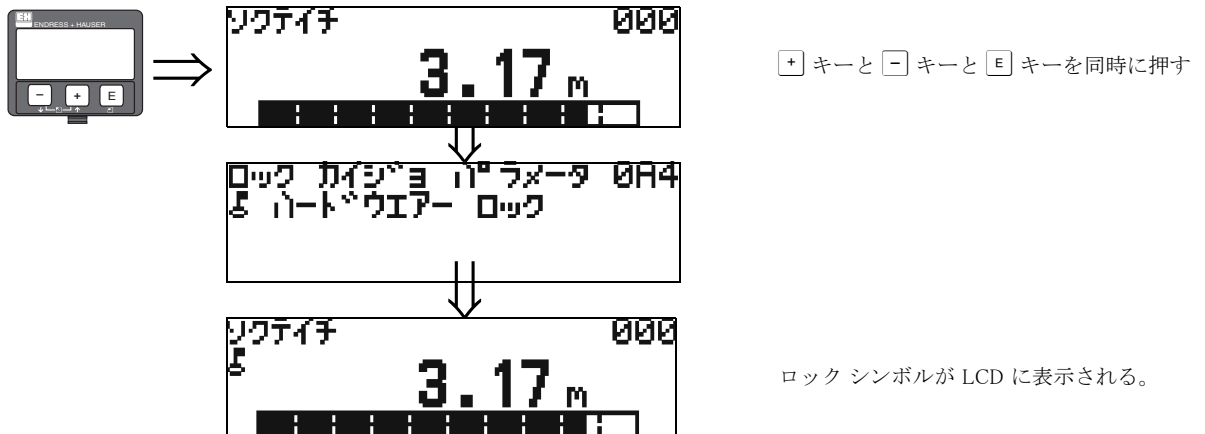 ENDRESS + HAUSER
- + E
ソクテイチ 000
3.17 m
+ キーと - キーと E キーを同時に押す
ロック カイジョ パラメータ 0A4
ハードウエアー ロック
ソクテイチ 000
3.17 m
ロック シンボルが LCD に表示される。